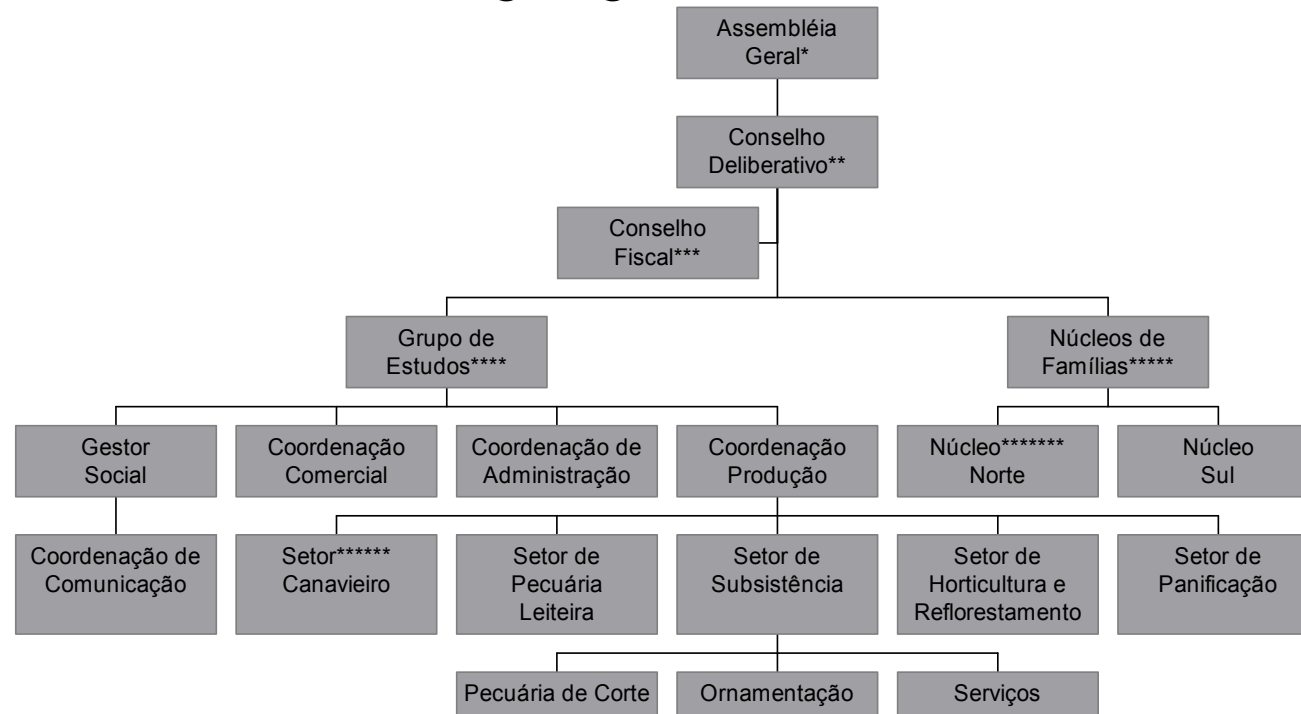 Assembléia
Geral*
Conselho
Deliberativo**
Conselho
Fiscal***
Grupo de
Estudos****
Núcleos de
Famílias*****
Gestor
Social
Coordenação
Comercial
Coordenação de
Administração
Coordenação
Produção
Núcleo*******
Norte
Núcleo
Sul
Coordenação de
Comunicação
Setor******
Canavieiro
Setor de
Pecuária
Leiteira
Setor de
Subsistência
Setor de
Horticultura e
Reflorestamento
Setor de
Panificação
Pecuária de Corte
Ornamentação
Serviços